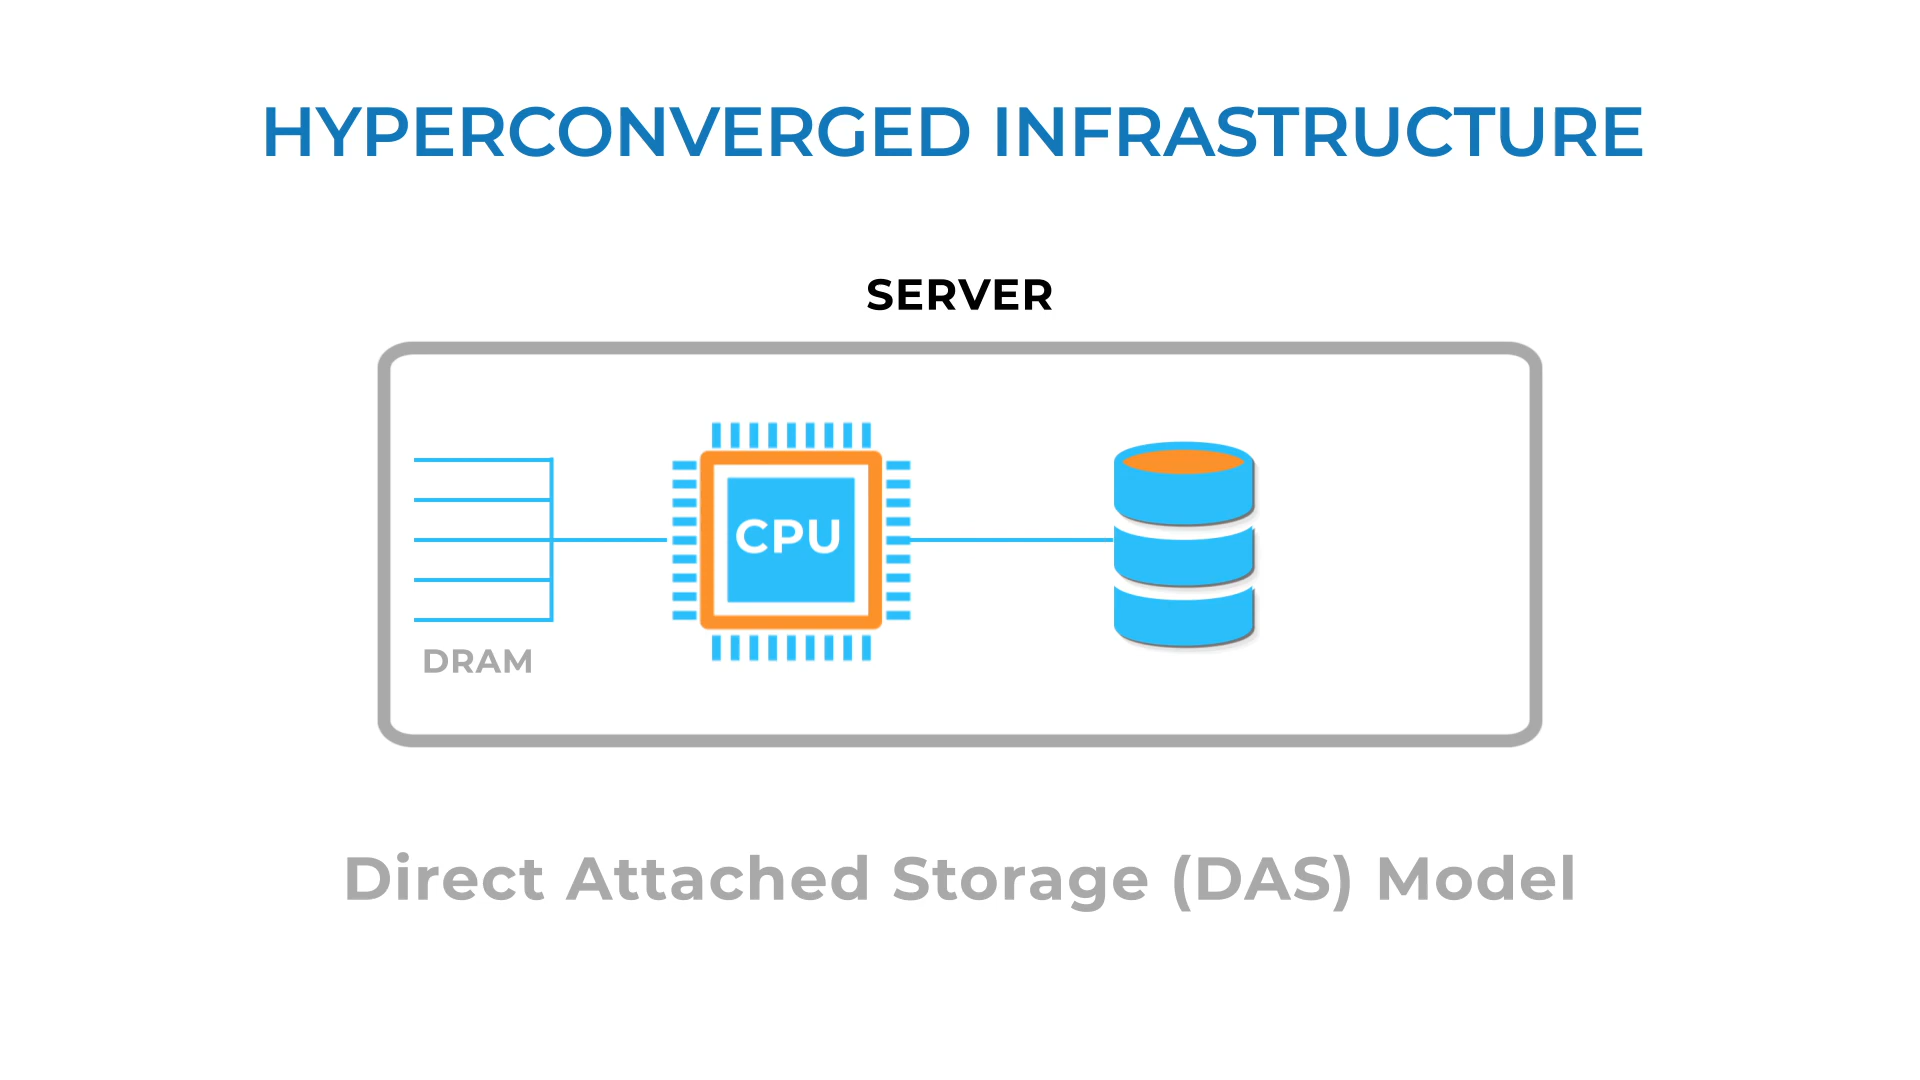 HYPERCONVERGED INFRASTRUCTURE
SERVER
CPU
DRAM
Direct Attached Storage (DAS) Model